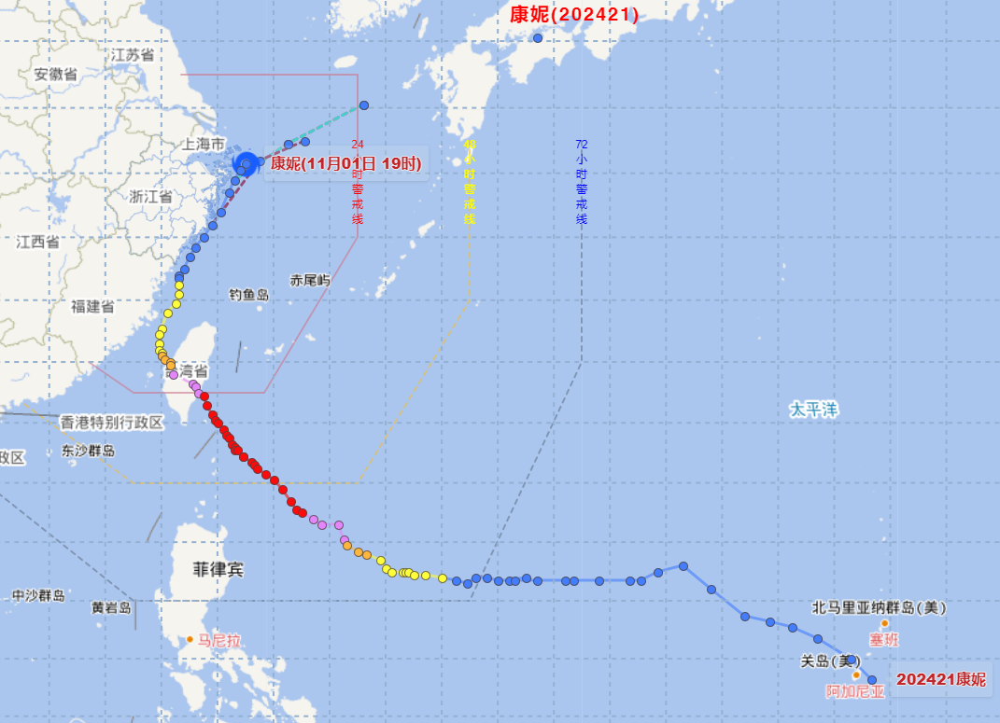 康妮(202421)
江苏省
安徽省
上海市
24
小时警戒线
48
小时警戒线
72
小时警戒线
康妮(11月01日 19时)
浙江省
江西省
赤尾屿
钓鱼岛
福建省
台湾省
太平洋
香港特别行政区
东沙群岛
政区
菲律宾
中沙群岛
黄岩岛
北马里亚纳群岛(美)
塞班
马尼拉
关岛(美)
202421康妮
阿加尼亚